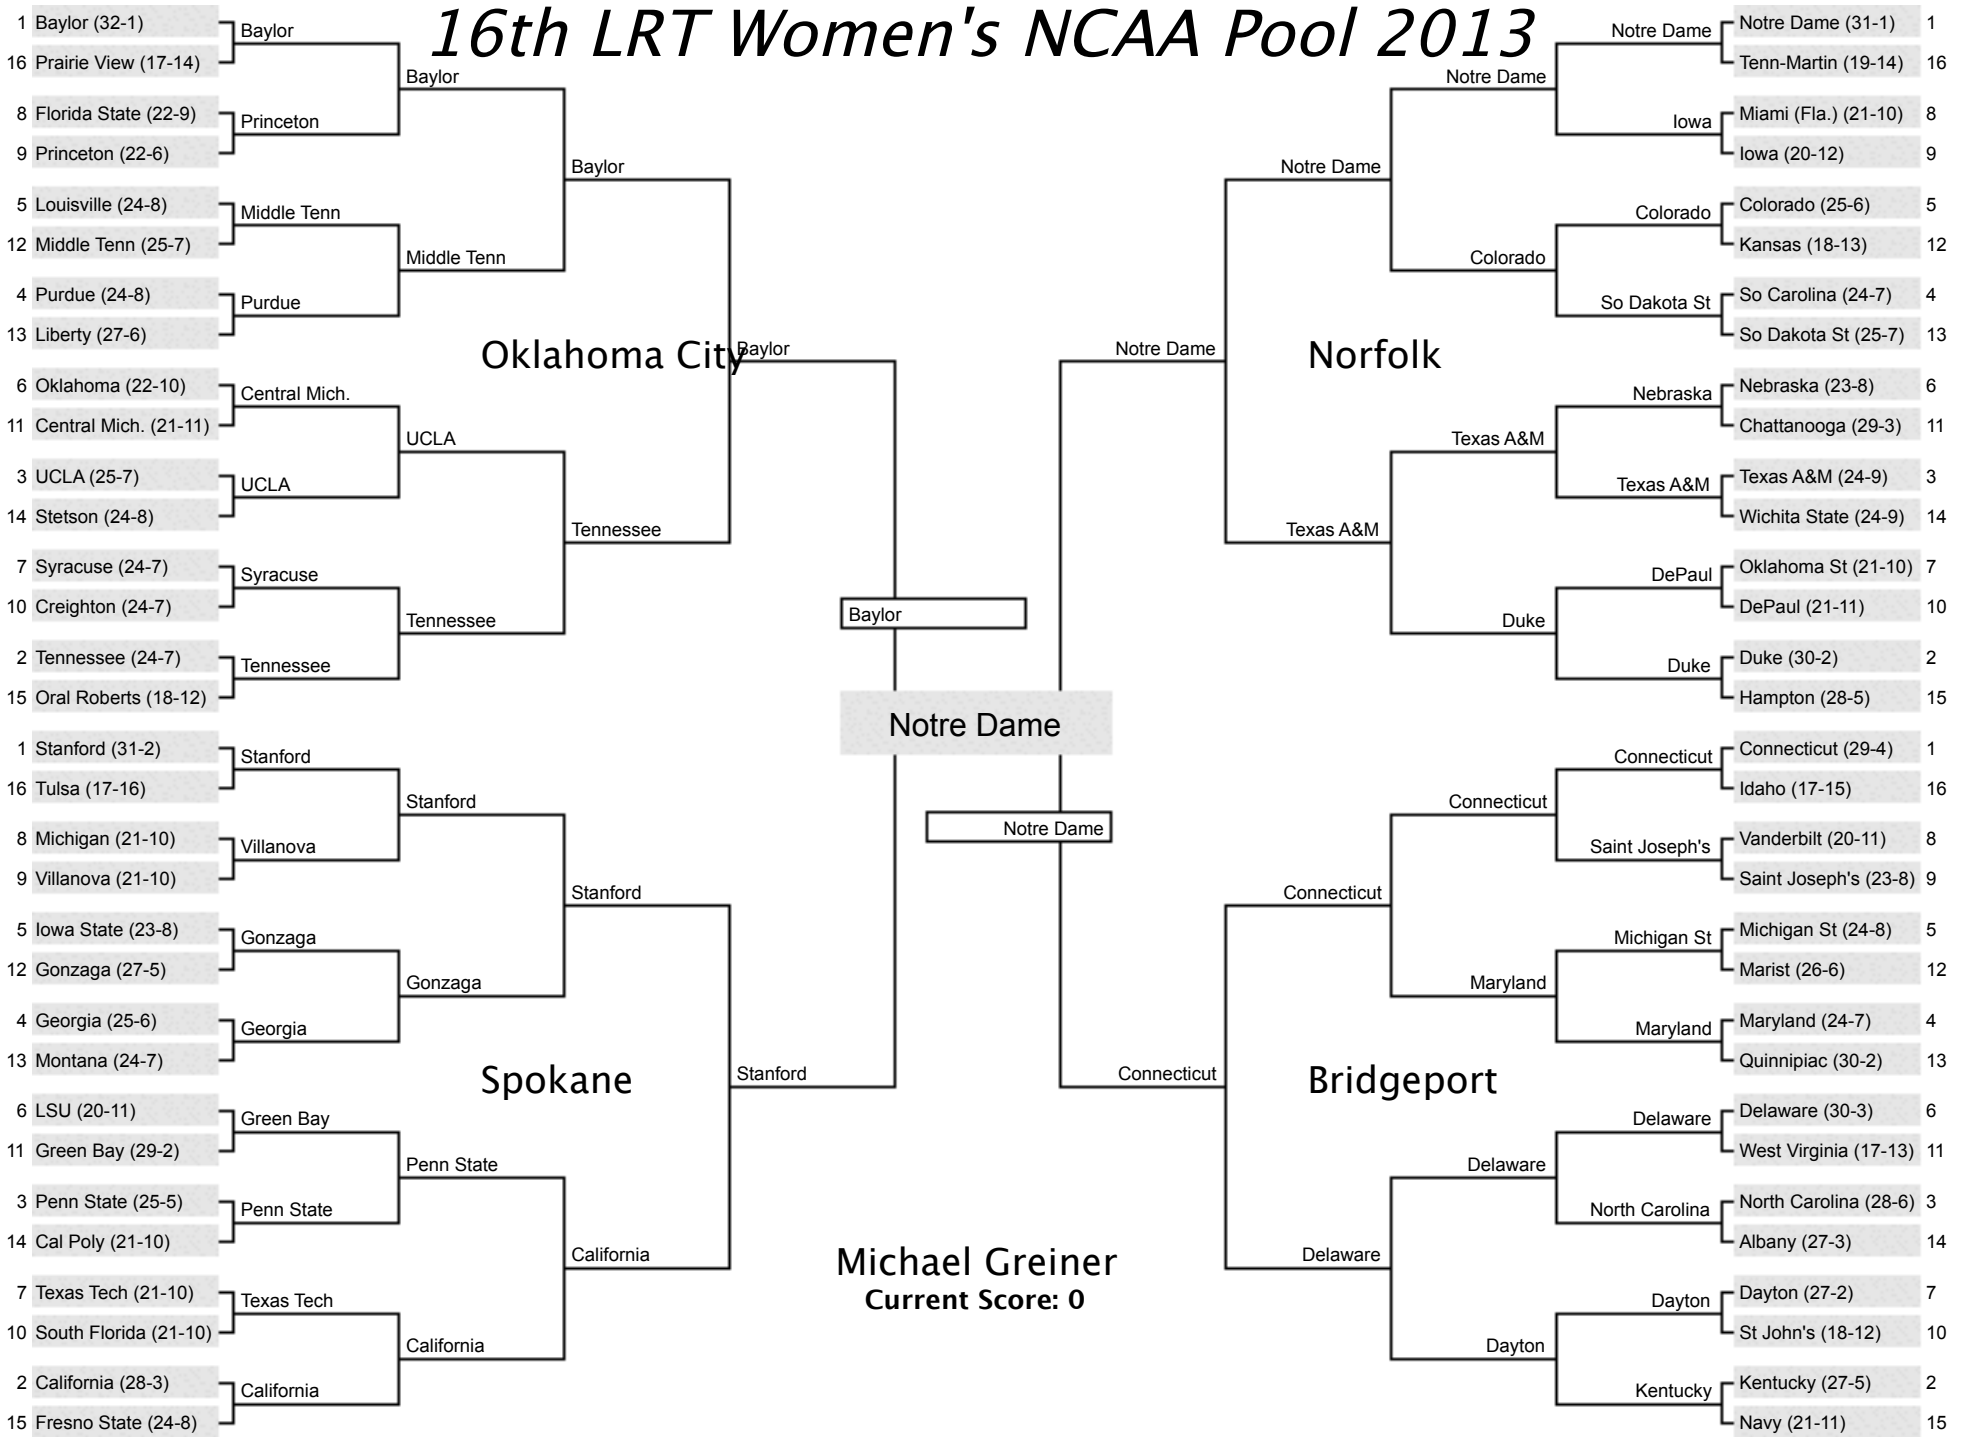 16th LRT Women's NCAA Pool 2013
1 Baylor (32-1)
16 Prairie View (17-14)
8 Florida State (22-9)
9 Princeton (22-6)
5 Louisville (24-8)
12 Middle Tenn (25-7)
4 Purdue (24-8)
13 Liberty (27-6)
6 Oklahoma (22-10)
11 Central Mich. (21-11)
3 UCLA (25-7)
14 Stetson (24-8)
7 Syracuse (24-7)
10 Creighton (24-7)
2 Tennessee (24-7)
15 Oral Roberts (18-12)
Baylor
Princeton
Middle Tenn
Purdue
Central Mich.
UCLA
Syracuse
Tennessee
Baylor
Middle Tenn
UCLA
Tennessee
Baylor
Tennessee
Oklahoma City
Baylor
1 Stanford (31-2)
16 Tulsa (17-16)
8 Michigan (21-10)
9 Villanova (21-10)
5 Iowa State (23-8)
12 Gonzaga (27-5)
4 Georgia (25-6)
13 Montana (24-7)
6 LSU (20-11)
11 Green Bay (29-2)
3 Penn State (25-5)
14 Cal Poly (21-10)
7 Texas Tech (21-10)
10 South Florida (21-10)
2 California (28-3)
15 Fresno State (24-8)
Stanford
Villanova
Gonzaga
Georgia
Green Bay
Penn State
Texas Tech
California
Stanford
Gonzaga
Penn State
California
Stanford
California
Spokane
Stanford
Baylor
Notre Dame
Notre Dame
Notre Dame (31-1) 1
Tenn-Martin (19-14) 16
Miami (Fla.) (21-10) 8
Iowa (20-12) 9
Colorado (25-6) 5
Kansas (18-13) 12
So Carolina (24-7) 4
So Dakota St (25-7) 13
Nebraska (23-8) 6
Chattanooga (29-3) 11
Texas A&M (24-9) 3
Wichita State (24-9) 14
Oklahoma St (21-10) 7
DePaul (21-11) 10
Duke (30-2) 2
Hampton (28-5) 15
Notre Dame
Iowa
Colorado
So Dakota St
Nebraska
Texas A&M
DePaul
Duke
Notre Dame
Colorado
Texas A&M
Duke
Notre Dame
Texas A&M
Norfolk
Notre Dame
Connecticut (29-4) 1
Idaho (17-15) 16
Vanderbilt (20-11) 8
Saint Joseph's (23-8) 9
Michigan St (24-8) 5
Marist (26-6) 12
Maryland (24-7) 4
Quinnipiac (30-2) 13
Delaware (30-3) 6
West Virginia (17-13) 11
North Carolina (28-6) 3
Albany (27-3) 14
Dayton (27-2) 7
St John's (18-12) 10
Kentucky (27-5) 2
Navy (21-11) 15
Connecticut
Saint Joseph's
Michigan St
Maryland
Delaware
North Carolina
Dayton
Kentucky
Connecticut
Maryland
Delaware
Dayton
Connecticut
Delaware
Bridgeport
Connecticut
Michael Greiner
Current Score: 0